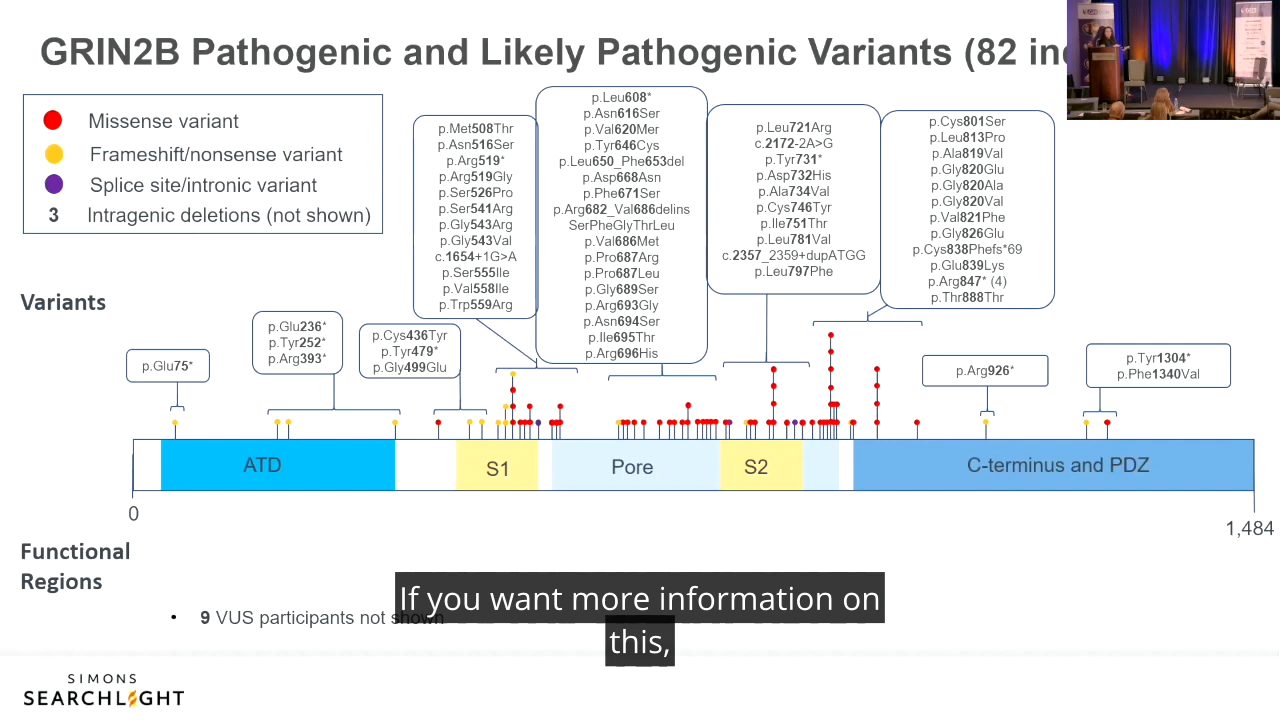 GRIN2B Pathogenic and Likely Pathogenic Variants (82
Missense variant
Frameshift/nonsense variant
Splice site/intronic variant
3 Intragenic deletions (not shown)
Variants
p.Glu75*
p.Glu236*
p.Tyr252*
p.Arg393*
p.Cys436Tyr
p.Tyr479*
p.Gly499Glu
p.Met508Thr
p.Asn516Ser
p.Arg519*
p.Arg519Gly
p.Ser526Pro
p.Ser541Arg
p.Gly543Arg
p.Gly543Val
c.1654+1G>A
p.Ser555Ile
p.Val558Ile
p.Trp559Arg
p.Leu608*
p.Asn616Ser
p.Val620Mer
p.Tyr646Cys
p.Leu650_Phe653del
p.Asp668Asn
p.Phe671Ser
p.Arg682_Val686delins
SerPheGlyThrLeu
p.Val686Met
p.Pro687Arg
p.Pro687Leu
p.Gly689Ser
p.Arg693Gly
p.Asn694Ser
p.Ile695Thr
p.Arg696His
p.Leu721Arg
c.2172-2A>G
p.Tyr731*
p.Asp732His
p.Ala734Val
p.Cys746Tyr
p.Ile751Thr
p.Leu781Val
c.2357_2359+dupATGG
p.Leu797Phe
p.Cys801Ser
p.Leu813Pro
p.Ala819Val
p.Gly820Glu
p.Gly820Ala
p.Gly820Val
p.Val821Phe
p.Gly826Glu
p.Cys838Phefs*69
p.Glu839Lys
p.Arg847* (4)
p.Thr888Thr
p.Arg926*
p.Tyr1304*
p.Phe1340Val
ATD
S1
Pore
S2
C-terminus and PDZ
0
1,484
Functional
Regions
• 9 VUS participants not shown
If you want more information on
this,
SIMONS
SEARCHLIGHT